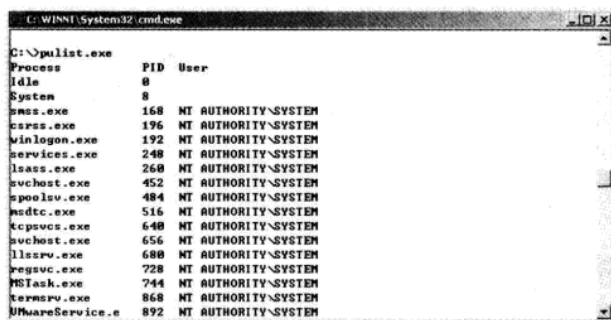 C:\WINNT\System32\cmd.exe
C:\>pulist.exe
Process PID User
Idle 0
System 8
smss.exe 168 NT AUTHORITY\SYSTEM
csrss.exe 196 NT AUTHORITY\SYSTEM
winlogon.exe 192 NT AUTHORITY\SYSTEM
services.exe 248 NT AUTHORITY\SYSTEM
lsass.exe 260 NT AUTHORITY\SYSTEM
svchost.exe 452 NT AUTHORITY\SYSTEM
spoolsv.exe 484 NT AUTHORITY\SYSTEM
msdtc.exe 516 NT AUTHORITY\SYSTEM
tcpsvcs.exe 640 NT AUTHORITY\SYSTEM
svchost.exe 656 NT AUTHORITY\SYSTEM
llssrv.exe 680 NT AUTHORITY\SYSTEM
regsvc.exe 728 NT AUTHORITY\SYSTEM
MSTask.exe 744 NT AUTHORITY\SYSTEM
termsrv.exe 868 NT AUTHORITY\SYSTEM
VMwareService.e 892 NT AUTHORITY\SYSTEM